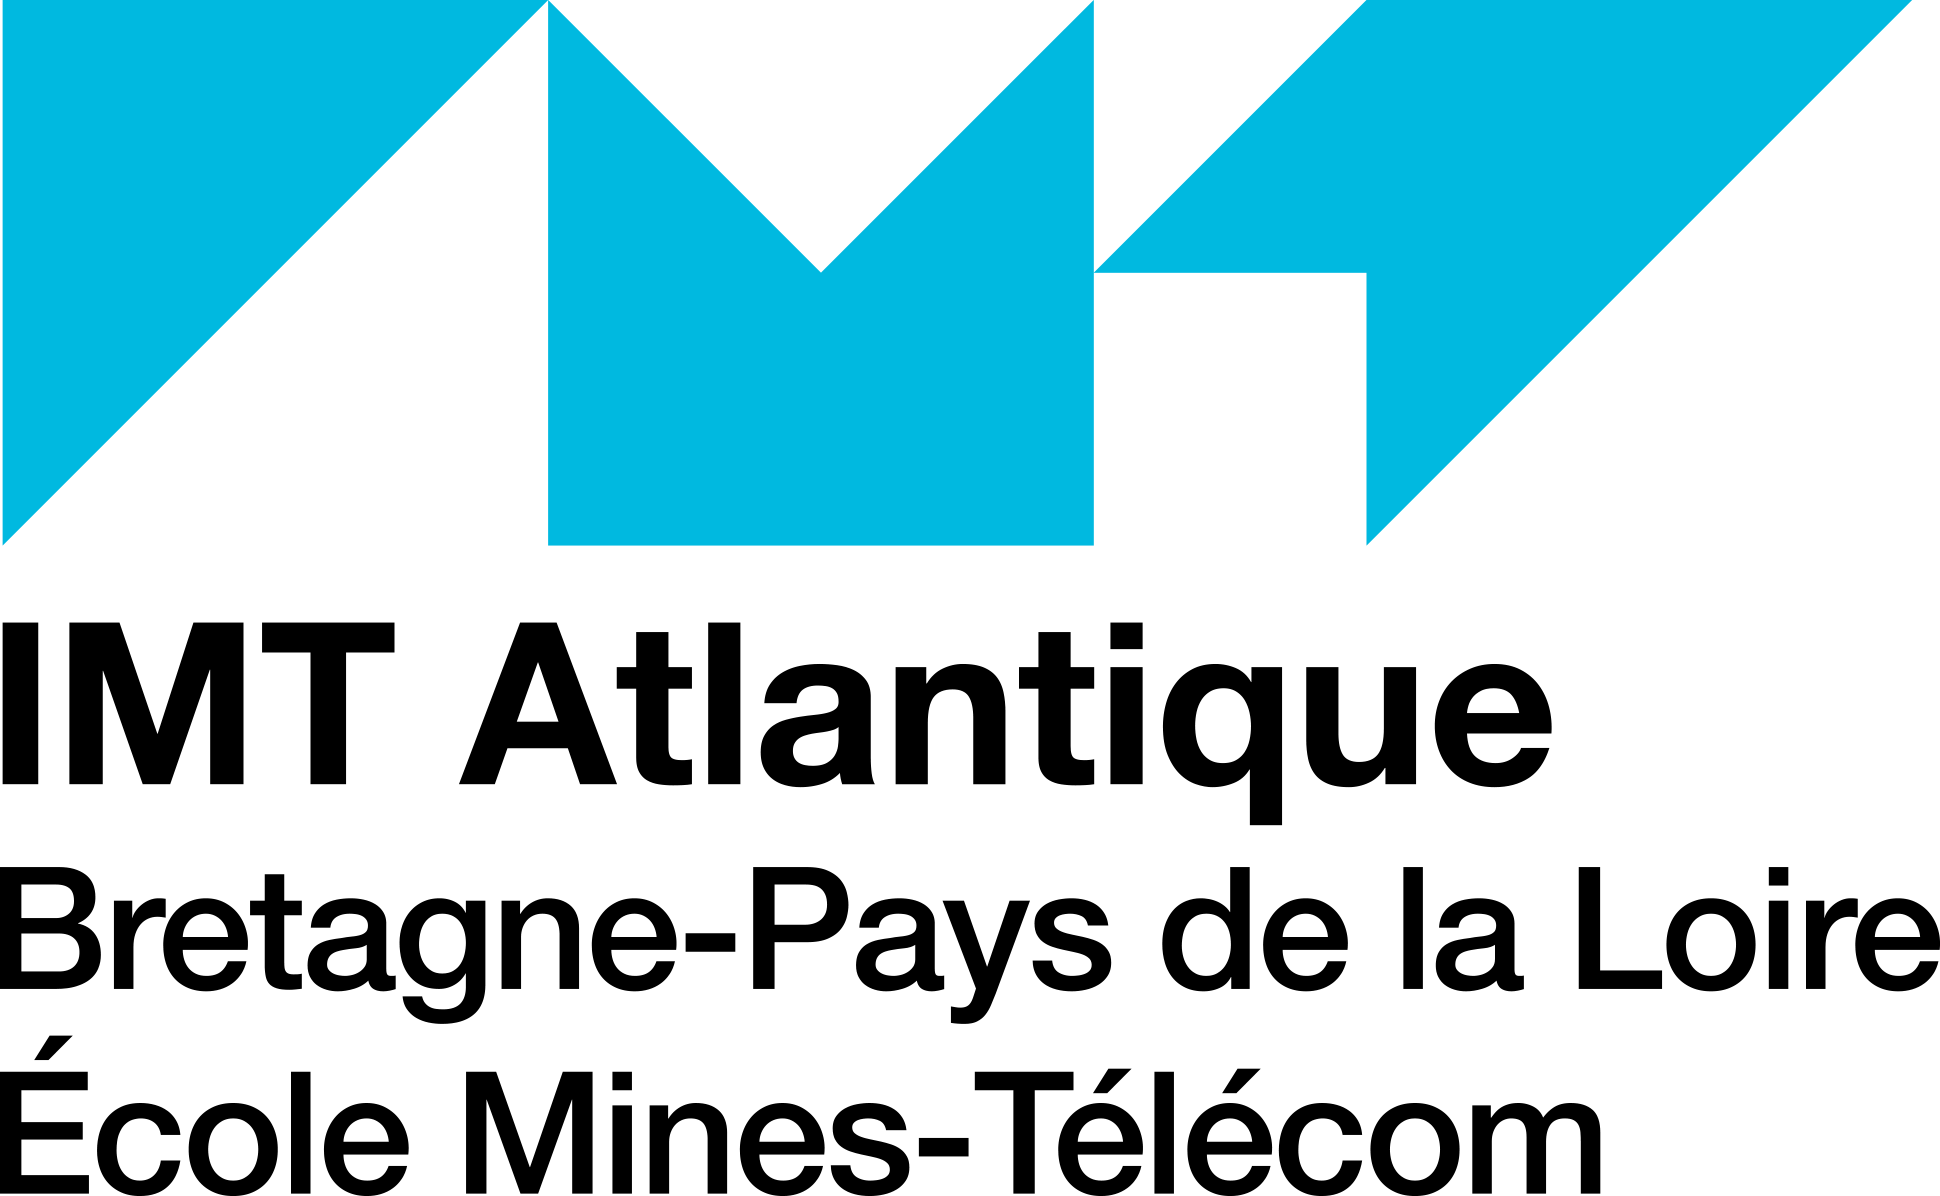 IMT Atlantique
Bretagne-Pays de la Loire
École Mines-Télécom